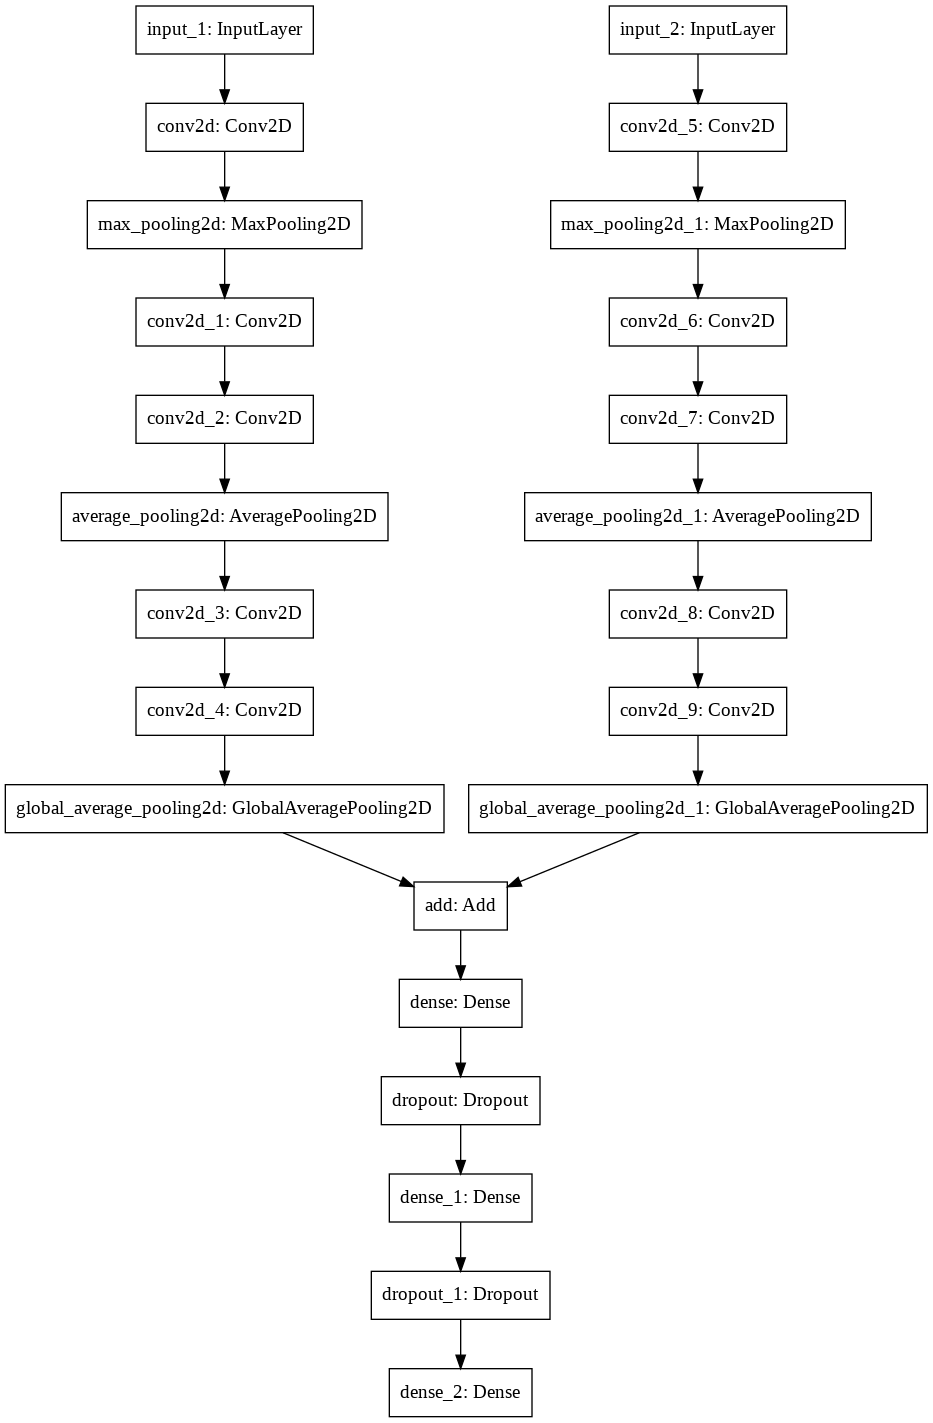 input_1: InputLayer
input_2: InputLayer
conv2d: Conv2D
conv2d_5: Conv2D
max_pooling2d: MaxPooling2D
max_pooling2d_1: MaxPooling2D
conv2d_1: Conv2D
conv2d_6: Conv2D
conv2d_2: Conv2D
conv2d_7: Conv2D
average_pooling2d: AveragePooling2D
average_pooling2d_1: AveragePooling2D
conv2d_3: Conv2D
conv2d_8: Conv2D
conv2d_4: Conv2D
conv2d_9: Conv2D
global_average_pooling2d: GlobalAveragePooling2D
global_average_pooling2d_1: GlobalAveragePooling2D
add: Add
dense: Dense
dropout: Dropout
dense_1: Dense
dropout_1: Dropout
dense_2: Dense